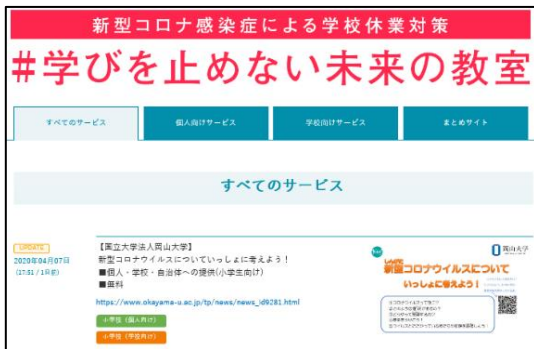 新型コロナ感染症による学校休業対策
#学びを止めない未来の教室
すべてのサービス
個人向けサービス
学校向けサービス
まとめサイト
すべてのサービス
UPDATE
2020年04月07日
(17:51 / 1日前)
【国立大学法人岡山大学】
新型コロナウイルスについていっしょに考えよう！
■個人・学校・自治体への提供(小学生向け)
■無料
https://www.okayama-u.ac.jp/tp/news/news_id9281.html
小学校（個人向け）
小学校（学校向け）
岡山大学
新型コロナウイルスについて
いっしょに考えよう！